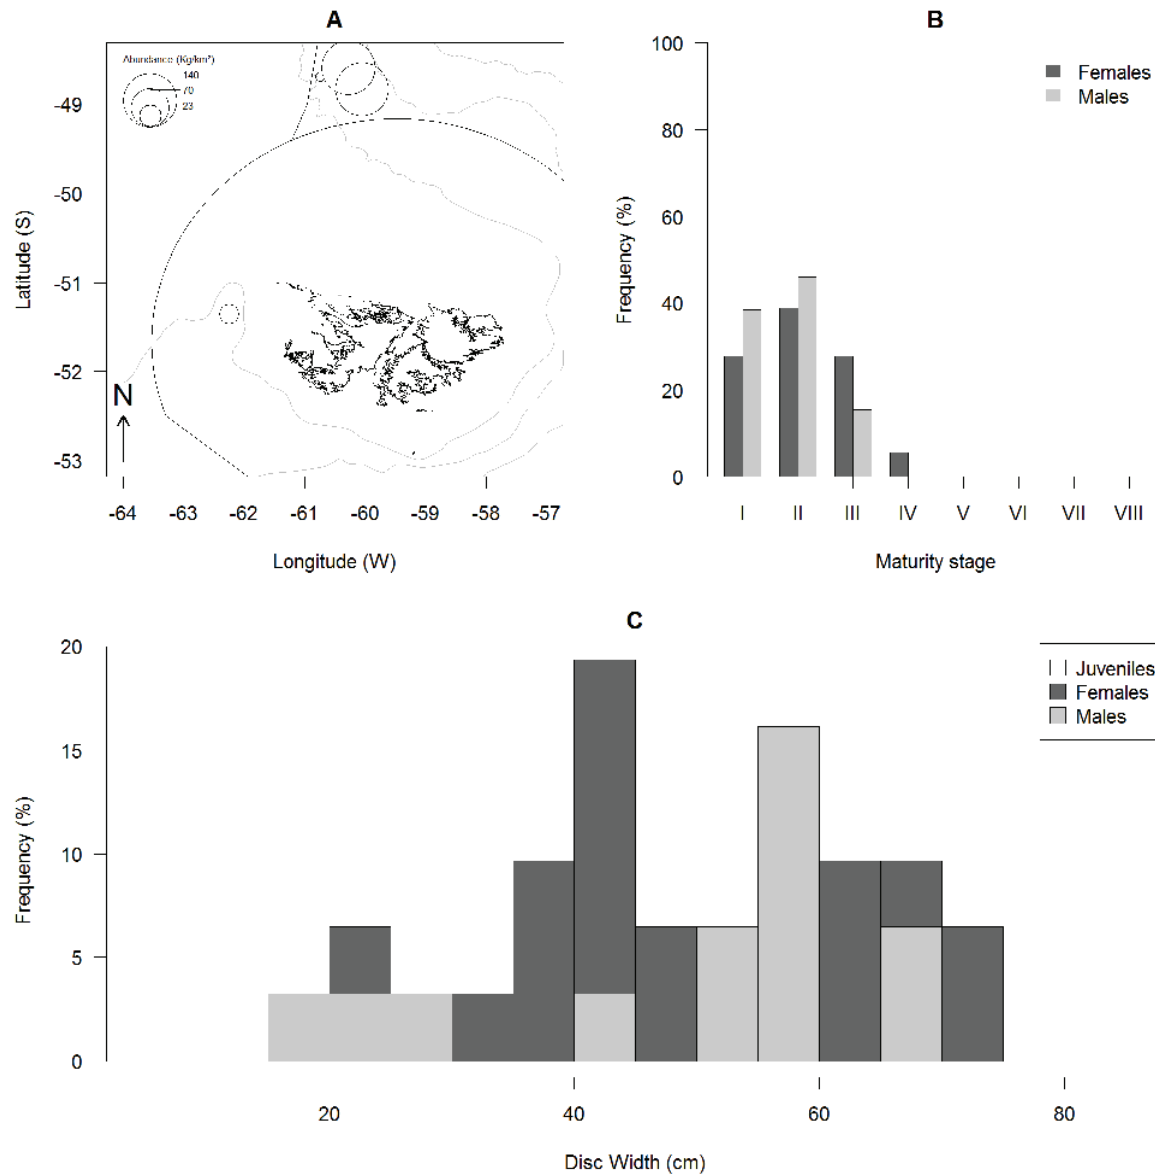 A
Abundance (Kg/km²)
140
70
23
Latitude (S)
-49
-50
-51
-52
-53
N
-64 -63 -62 -61 -60 -59 -58 -57
Longitude (W)
B
Females
Males
Frequency (%)
100
80
60
40
20
0
I II III IV V VI VII VIII
Maturity stage
C
Juveniles
Females
Males
Frequency (%)
20
15
10
5
0
20 40 60 80
Disc Width (cm)